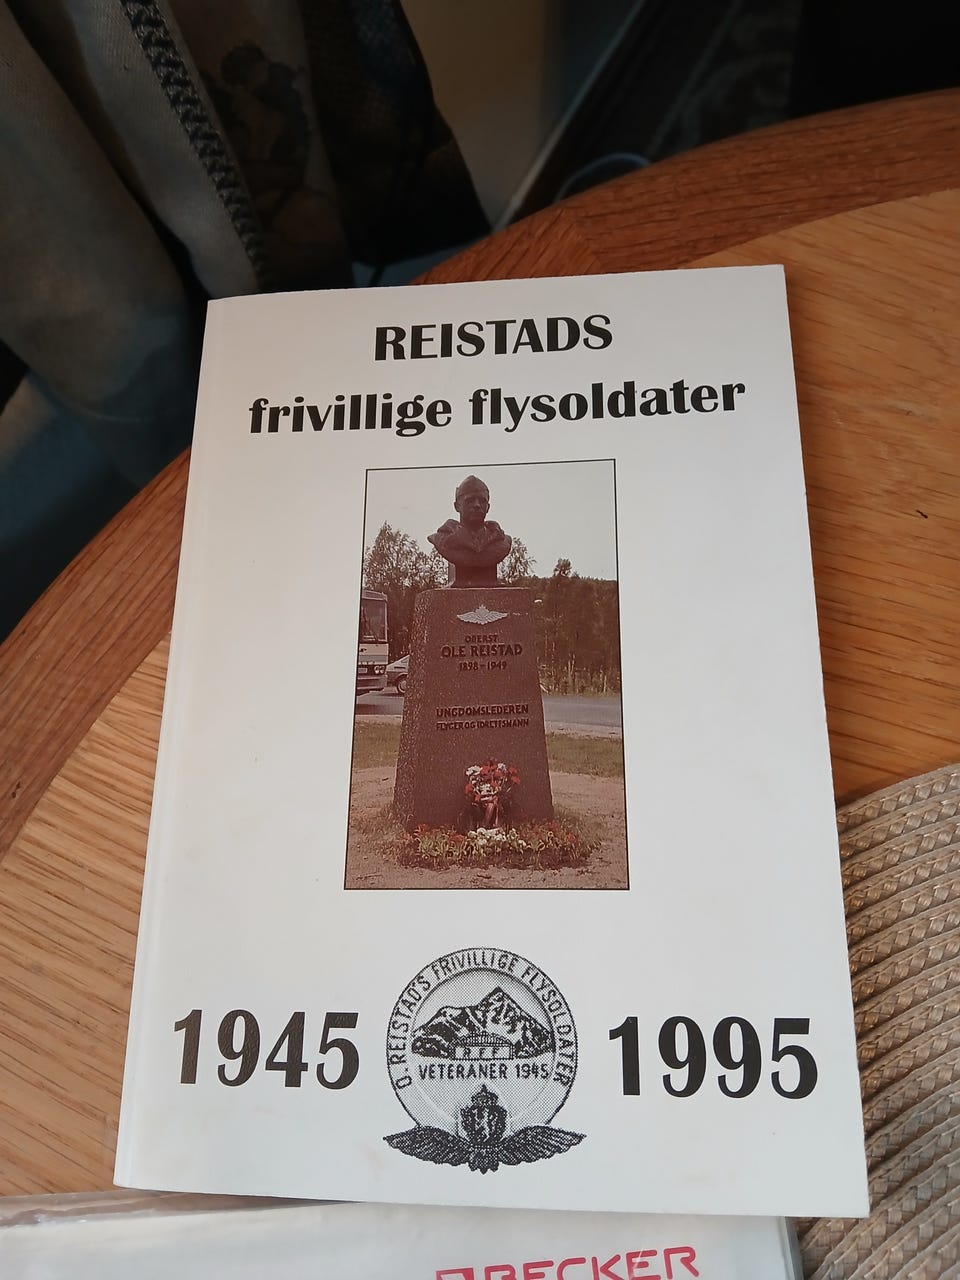 REISTADS
frivillige flysoldater
OBERST
OLE REISTAD
1898-1949
UNGDOMSLEDEREN
FLYGER OG IDRETTSMANN
1945
O. REISTAD'S FRIVILLIGE FLYSOLDATER
R F F
VETERANER 1945
1995
BECKER